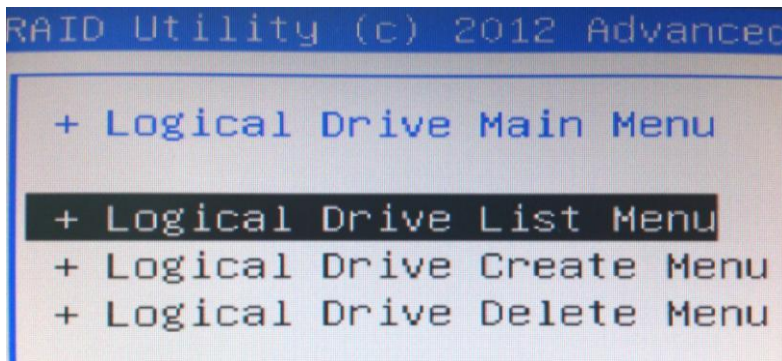 RAID Utility (c) 2012 Advanced
+ Logical Drive Main Menu
+ Logical Drive List Menu
+ Logical Drive Create Menu
+ Logical Drive Delete Menu